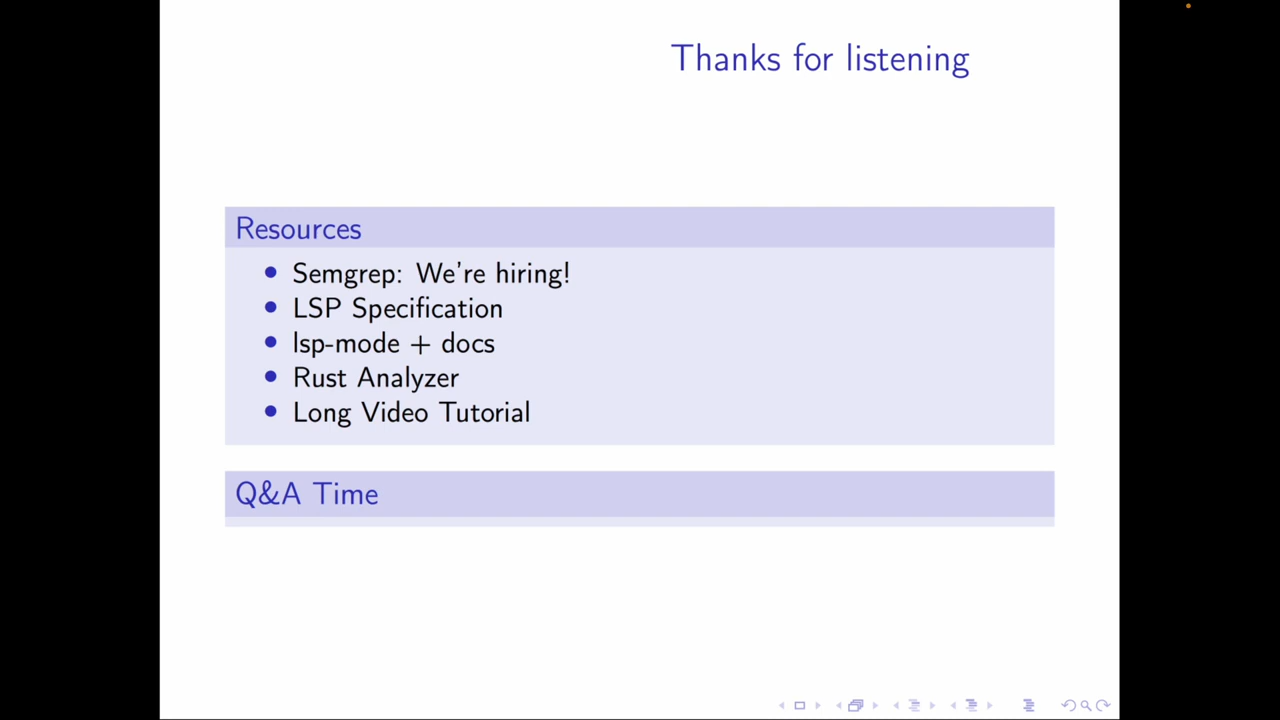 Thanks for listening
Resources
Semgrep: We're hiring!
LSP Specification
lsp-mode + docs
Rust Analyzer
Long Video Tutorial
Q&A Time